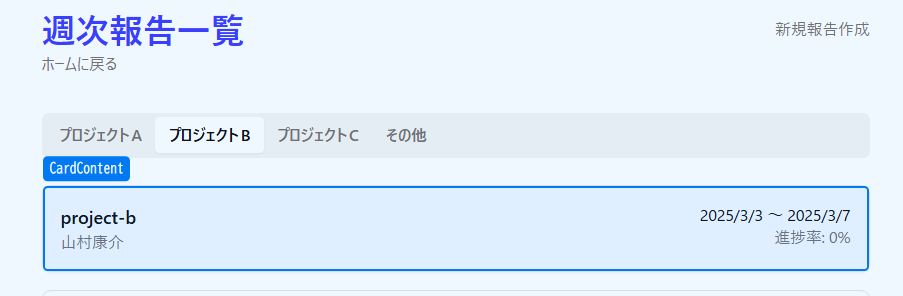 週次報告一覧
新規報告作成
ホームに戻る
プロジェクトA プロジェクトB プロジェクトC その他
CardContent
project-b
2025/3/3 〜 2025/3/7
山村康介
進捗率: 0%